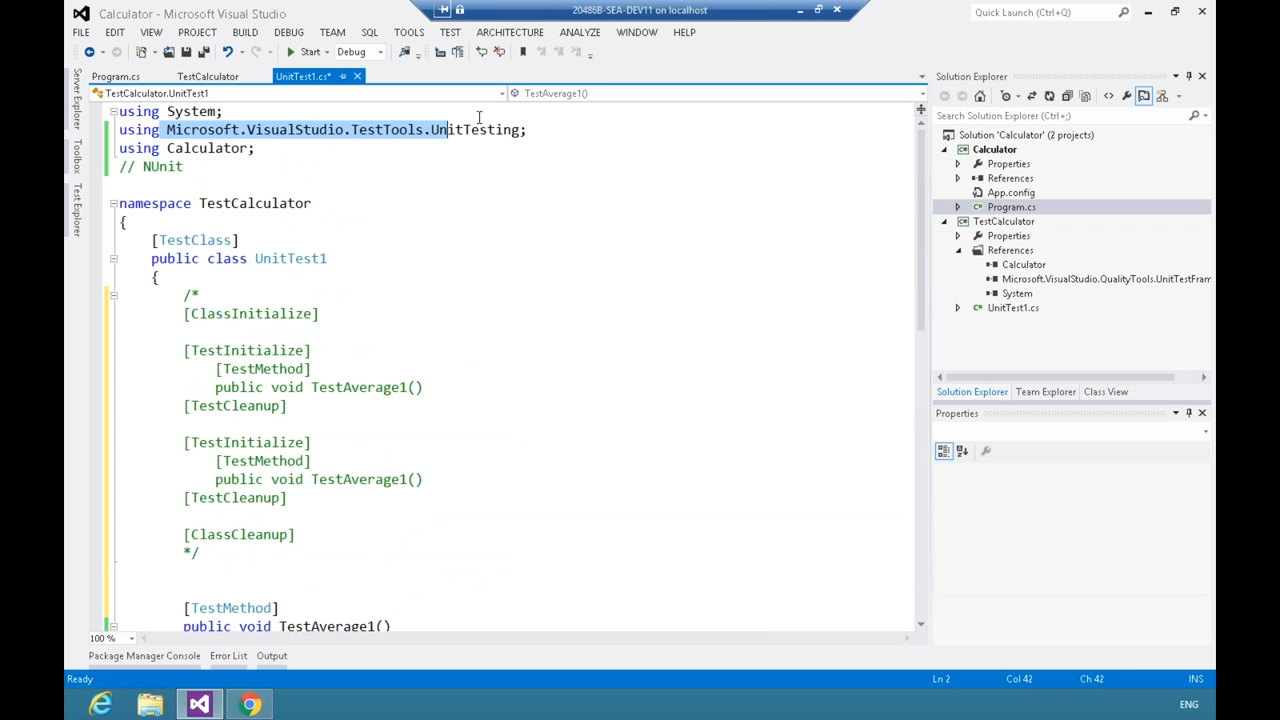 Calculator - Microsoft Visual Studio
20486B-SEA-DEV11 on localhost
Quick Launch (Ctrl+Q)
FILE EDIT VIEW PROJECT BUILD DEBUG TEAM SQL TOOLS TEST ARCHITECTURE ANALYZE WINDOW HELP
Start Debug
Server Explorer
Toolbox
Test Explorer
Program.cs TestCalculator UnitTest1.cs*
TestCalculator.UnitTest1 TestAverage1()
using System;
using Microsoft.VisualStudio.TestTools.UnitTesting;
using Calculator;
// NUnit
namespace TestCalculator
{
[TestClass]
public class UnitTest1
{
/*
[ClassInitialize]
[TestInitialize]
[TestMethod]
public void TestAverage1()
[TestCleanup]
[TestInitialize]
[TestMethod]
public void TestAverage1()
[TestCleanup]
[ClassCleanup]
*/
[TestMethod]
public void TestAverage1()
100 %
Solution Explorer
Search Solution Explorer (Ctrl+;)
Solution 'Calculator' (2 projects)
Calculator
Properties
References
App.config
Program.cs
TestCalculator
Properties
References
Calculator
Microsoft.VisualStudio.QualityTools.UnitTestFram
System
UnitTest1.cs
Solution Explorer Team Explorer Class View
Properties
Package Manager Console Error List Output
Ready Ln 2 Col 42 Ch 42 INS
ENG